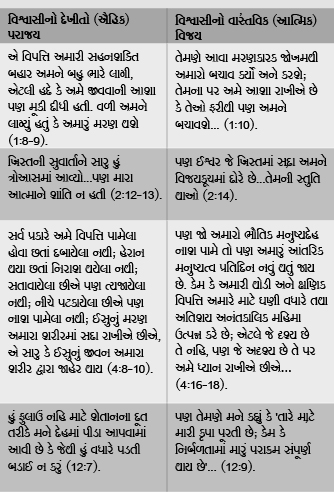 વિશ્વાસીનો દેખીતો (ઐહિક)
પરાજય
વિશ્વાસીનો વાસ્તવિક (આત્મિક)
વિજય
એ વિપત્તિ અમારી સહનશક્તિ
બહાર અમને બહુ ભારે લાગી,
એટલી હદે કે અમે જીવવાની આશા
પણ મૂકી દીધી હતી. વળી અમને
લાગ્યું હતું કે અમારું મરણ થશે
(1:8-9).
તેમણે આવા મરણકારક જોખમથી
અમારો બચાવ કર્યો અને કરશે;
તેમના પર અમે આશા રાખીએ છે
કે તેઓ ફરીથી પણ અમને
બચાવશે... (1:10).
ખ્રિસ્તની સુવાર્તાને સારુ હું
ત્રોઆસમાં આવ્યો...પણ મારા
આત્માને શાંતિ ન હતી (2:12-13).
પણ ઈશ્વર જે ખ્રિસ્તમાં સદા અમને
વિજયકૂચમાં દોરે છે...તેમની સ્તુતિ
થાઓ (2:14).
સર્વ પ્રકારે અમે વિપત્તિ પામેલા
હોવા છતાં દબાયેલા નથી; હેરાન
થયા છતાં નિરાશ થયેલા નથી;
સતાવાયેલા છીએ પણ ત્યજાયેલા
નથી; નીચે પટકાયેલા છીએ પણ
નાશ પામેલા નથી; ઈસુનું મરણ
અમારા શરીરમાં સદા રાખીએ છીએ,
એ સારુ કે ઈસુનું જીવન અમારા
શરીર દ્વારા જાહેર થાય (4:8-10).
પણ જો અમારો ભૌતિક મનુષ્યદેહ
નાશ પામે તો પણ અમારું આંતરિક
મનુષ્યત્વ પ્રતિદિન નવું થતું જાય
છે. કેમ કે અમારી થોડી અને ક્ષણિક
વિપત્તિ અમારે માટે ઘણી વધારે તથા
અતિશય અનંતકાલિક મહિમા
ઉત્પન્ન કરે છે; એટલે જે દૃશ્ય છે
તે નહિ, પણ જે અદૃશ્ય છે તે પર
અમે ધ્યાન રાખીએ છીએ...
(4:16-18).
હું ફુલાઉં નહિ માટે શેતાનના દૂત
તરીકે મને દેહમાં પીડા આપવામાં
આવી છે કે જેથી હું વધારે પડતી
બડાઈ ન કરું (12:7).
પણ તેમણે મને કહ્યું કે 'તારે માટે
મારી કૃપા પૂરતી છે; કેમ કે
નિર્બળતામાં મારું પરાક્રમ સંપૂર્ણ
થાય છે'... (12:9).